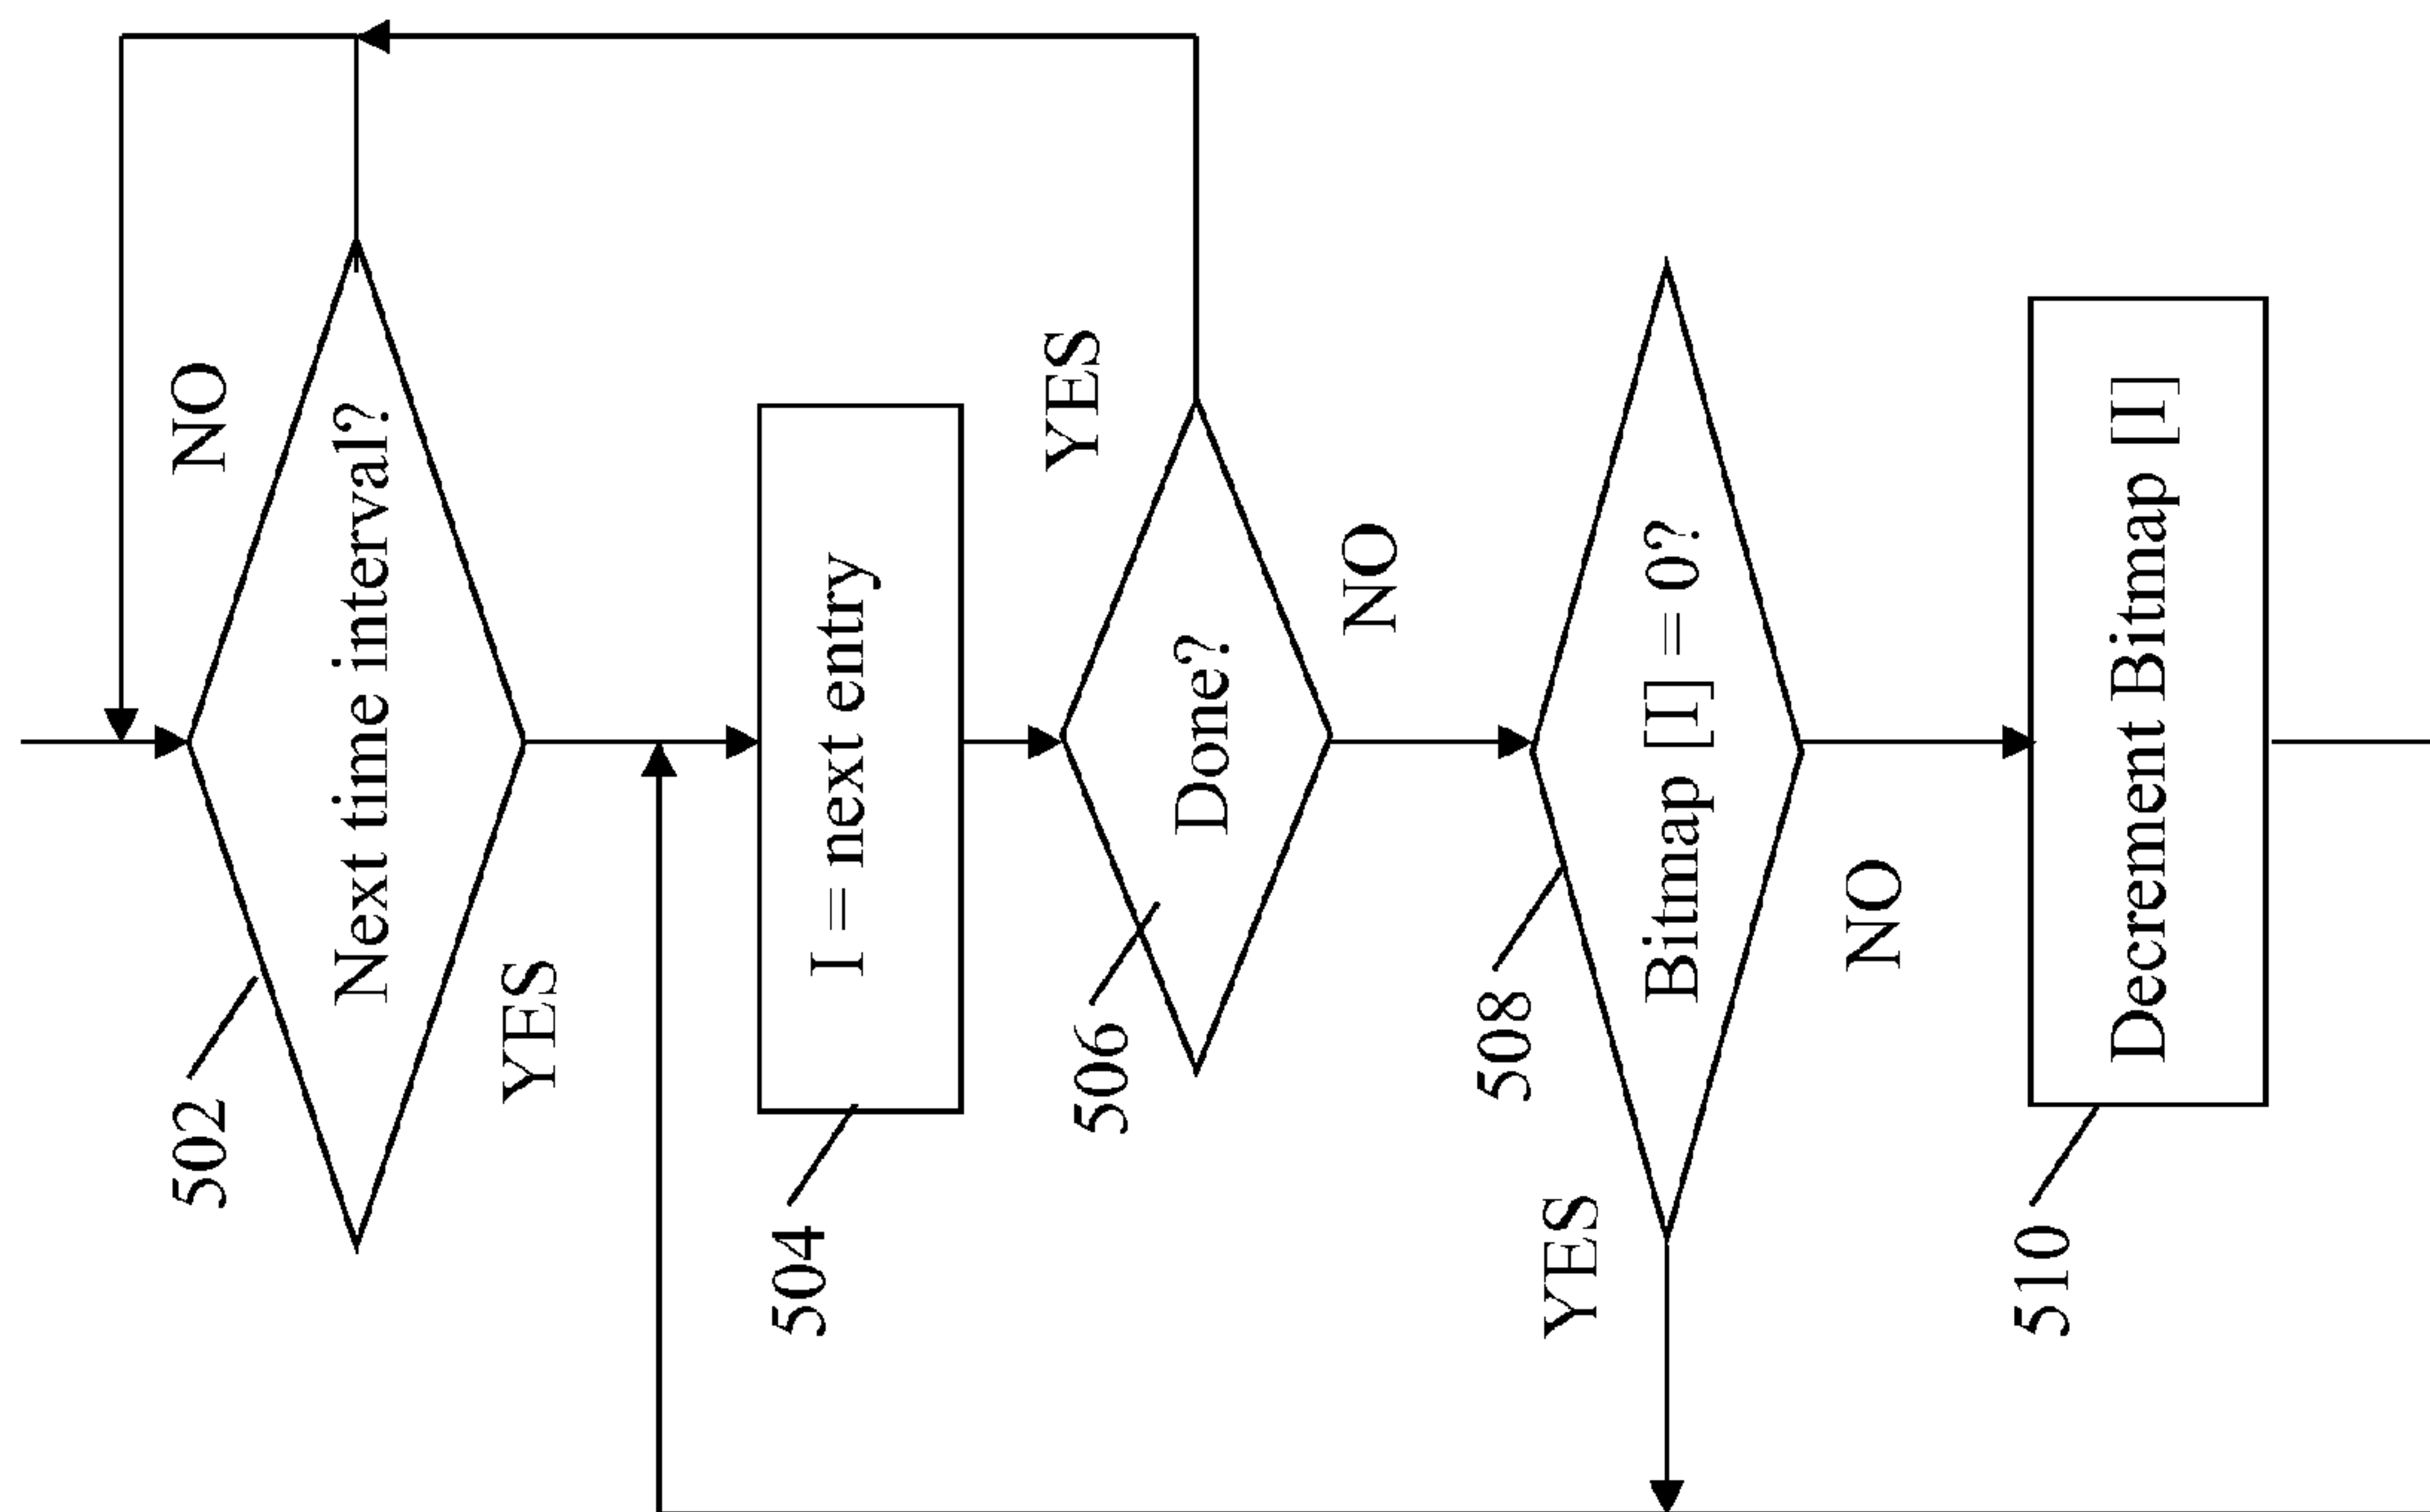 502
Next time interval?
NO
YES
504
I = next entry
506
Done?
YES
NO
508
Bitmap [I] = 0?
YES
NO
510
Decrement Bitmap [I]